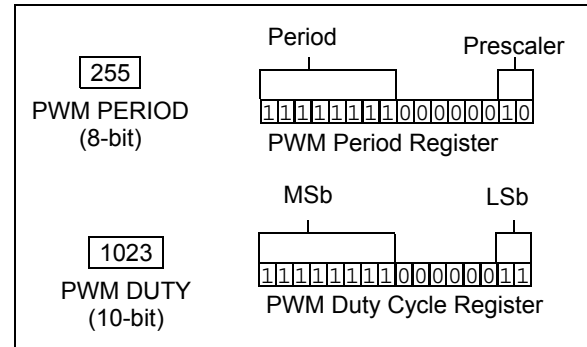 Period
Prescaler
255
PWM PERIOD
(8-bit)
1111111100000010
PWM Period Register
MSb
LSb
1023
PWM DUTY
(10-bit)
1111111100000011
PWM Duty Cycle Register